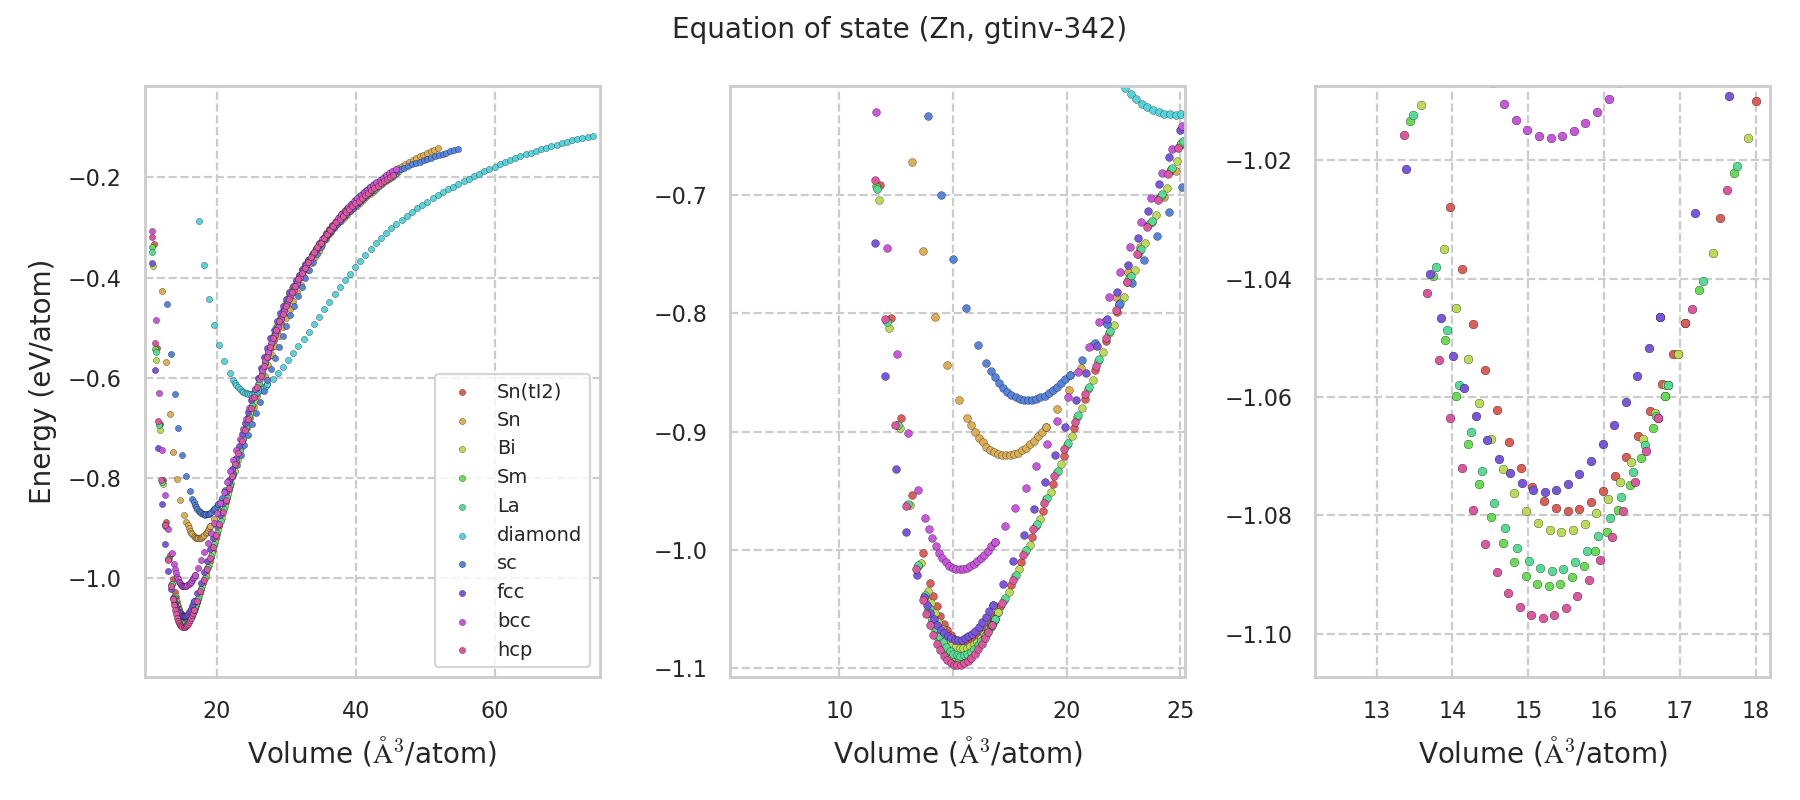 Equation of state (Zn, gtinv-342)
Energy (eV/atom)
−0.2
−0.4
−0.6
−0.8
−1.0
20
40
60
Volume (Å³/atom)
Sn(tI2)
Sn
Bi
Sm
La
diamond
sc
fcc
bcc
hcp
−0.7
−0.8
−0.9
−1.0
−1.1
10
15
20
25
Volume (Å³/atom)
−1.02
−1.04
−1.06
−1.08
−1.10
13
14
15
16
17
18
Volume (Å³/atom)